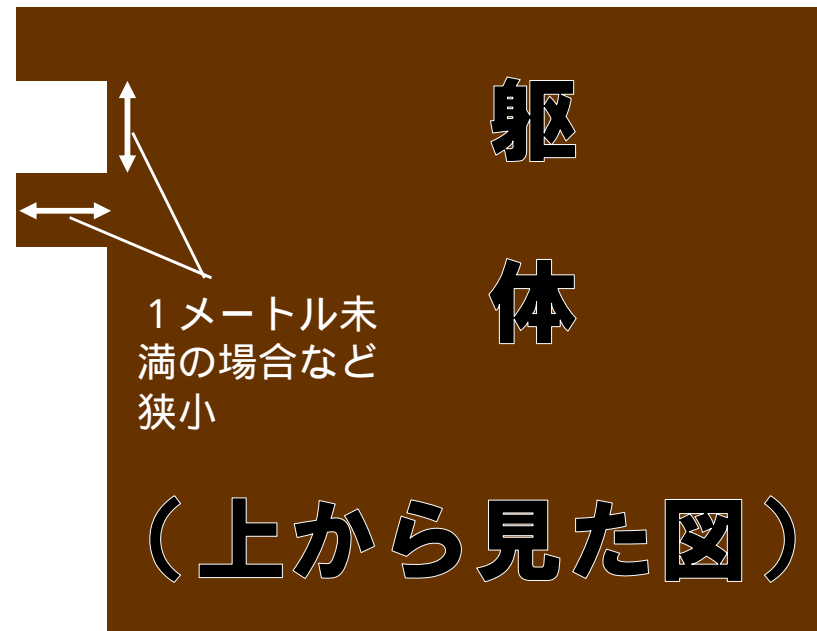 躯
体
１メートル未
満の場合など
狭小
（上から見た図）